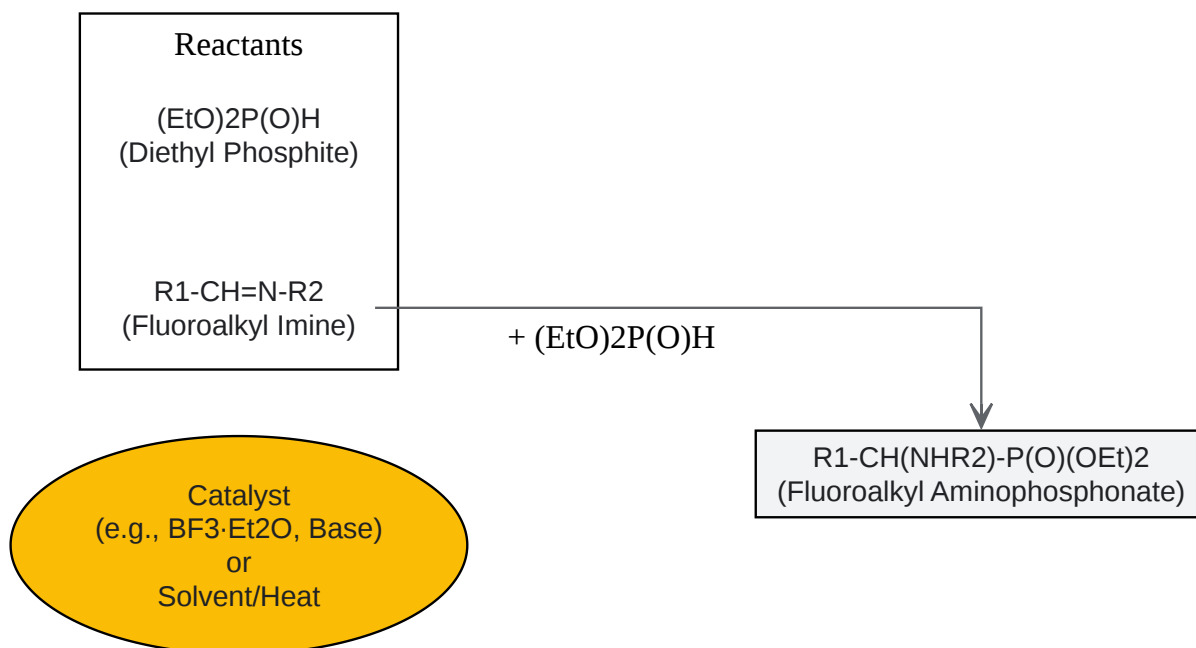 Reactants
(EtO)2P(O)H
(Diethyl Phosphite)
R1-CH=N-R2
(Fluoroalkyl Imine)
+ (EtO)2P(O)H
R1-CH(NHR2)-P(O)(OEt)2
(Fluoroalkyl Aminophosphonate)
Catalyst
(e.g., BF3·Et2O, Base)
or
Solvent/Heat